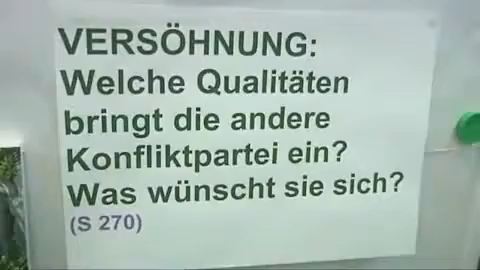 VERSÖHNUNG:
Welche Qualitäten
bringt die andere
Konfliktpartei ein?
Was wünscht sie sich?
(S 270)